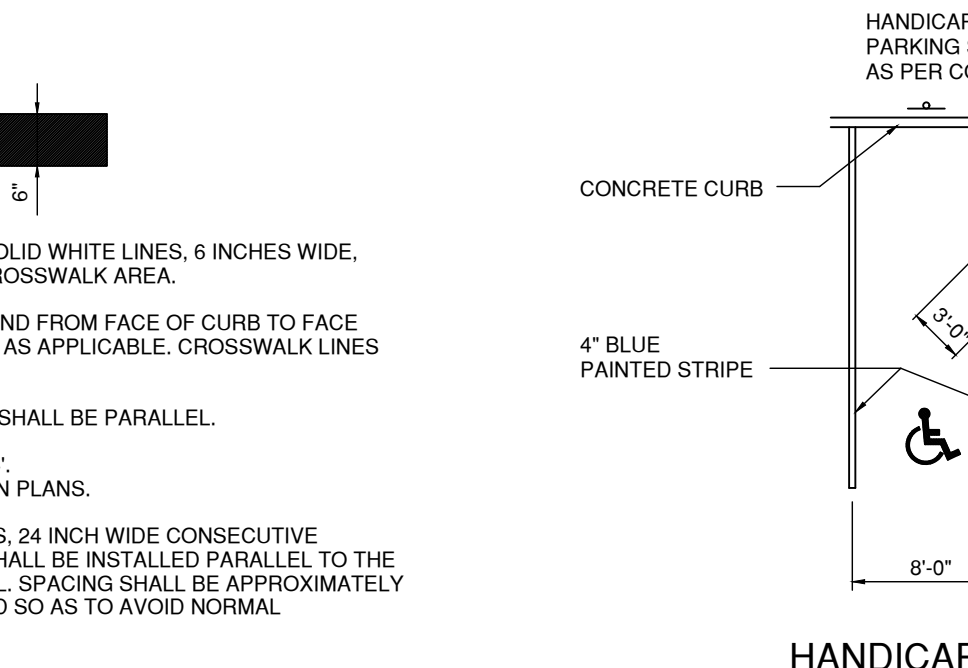 6"
OLID WHITE LINES, 6 INCHES WIDE,
ROSSWALK AREA.
ND FROM FACE OF CURB TO FACE
AS APPLICABLE. CROSSWALK LINES
SHALL BE PARALLEL.
'.
N PLANS.
S, 24 INCH WIDE CONSECUTIVE
HALL BE INSTALLED PARALLEL TO THE
L. SPACING SHALL BE APPROXIMATELY
D SO AS TO AVOID NORMAL
HANDICAP
PARKING S
AS PER CO
CONCRETE CURB
3'-0"
4" BLUE
PAINTED STRIPE
8'-0"
HANDICAP